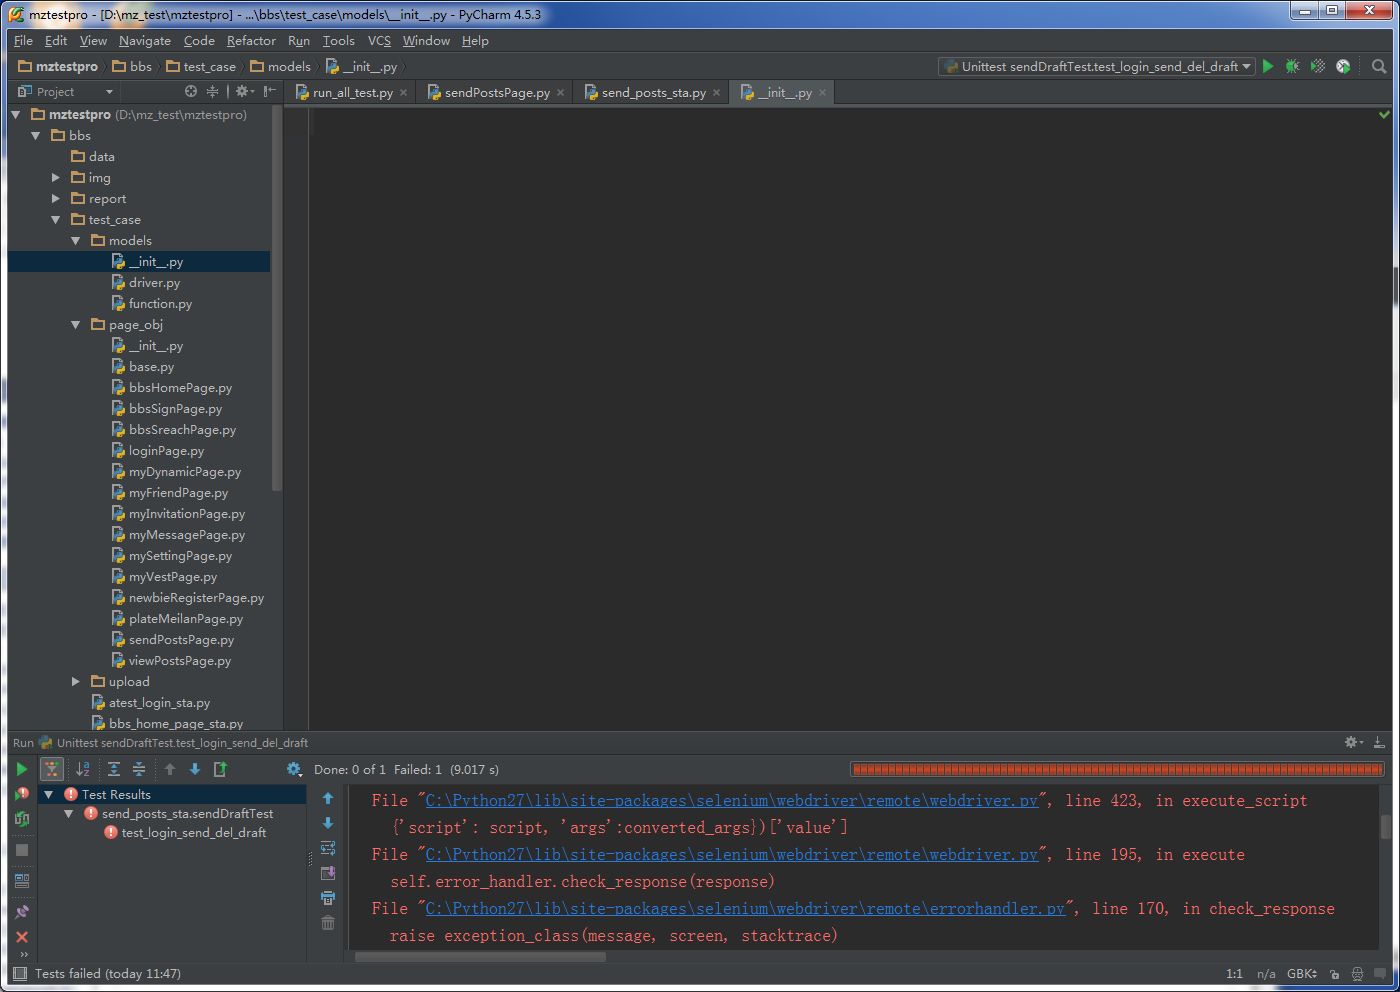 mztestpro - [D:\mz_test\mztestpro] - ...\bbs\test_case\models\__init__.py - PyCharm 4.5.3
File Edit View Navigate Code Refactor Run Tools VCS Window Help
mztestpro bbs test_case models __init__.py Unittest sendDraftTest.test_login_send_del_draft
Project run_all_test.py sendPostsPage.py send_posts_sta.py __init__.py
mztestpro (D:\mz_test\mztestpro)
bbs
data
img
report
test_case
models
__init__.py
driver.py
function.py
page_obj
__init__.py
base.py
bbsHomePage.py
bbsSignPage.py
bbsSreachPage.py
loginPage.py
myDynamicPage.py
myFriendPage.py
myInvitationPage.py
myMessagePage.py
mySettingPage.py
myVestPage.py
newbieRegisterPage.py
plateMeilanPage.py
sendPostsPage.py
viewPostsPage.py
upload
atest_login_sta.py
bbs_home_page_sta.py
Run Unittest sendDraftTest.test_login_send_del_draft
Done: 0 of 1 Failed: 1 (9.017 s)
Test Results
send_posts_sta.sendDraftTest
test_login_send_del_draft
File "C:\Python27\lib\site-packages\selenium\webdriver\remote\webdriver.py", line 423, in execute_script
{'script': script, 'args':converted_args})['value']
File "C:\Python27\lib\site-packages\selenium\webdriver\remote\webdriver.py", line 195, in execute
self.error_handler.check_response(response)
File "C:\Python27\lib\site-packages\selenium\webdriver\remote\errorhandler.py", line 170, in check_response
raise exception_class(message, screen, stacktrace)
Tests failed (today 11:47) 1:1 n/a GBK